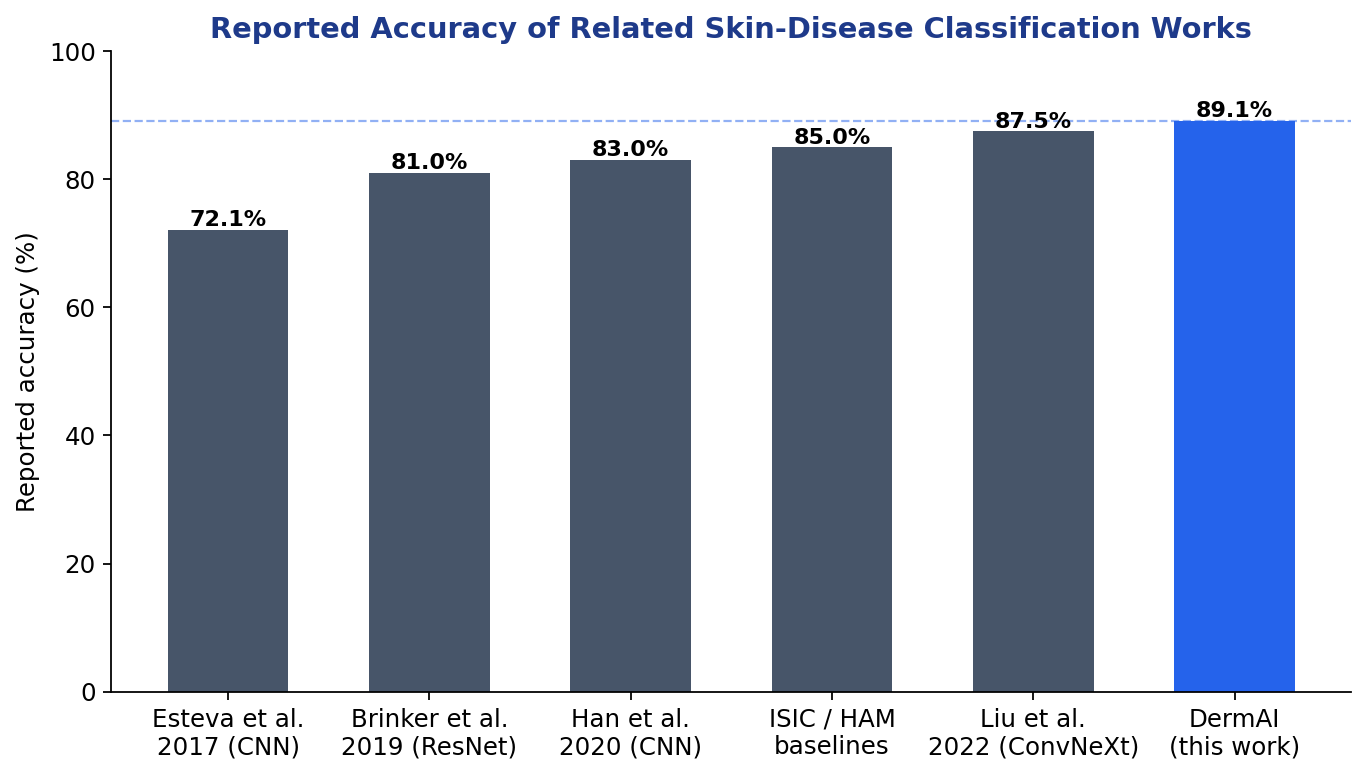 Reported Accuracy of Related Skin-Disease Classification Works
Reported accuracy (%)
100
80
60
40
20
0
72.1%
81.0%
83.0%
85.0%
87.5%
89.1%
Esteva et al.
2017 (CNN)
Brinker et al.
2019 (ResNet)
Han et al.
2020 (CNN)
ISIC / HAM
baselines
Liu et al.
2022 (ConvNeXt)
DermAI
(this work)